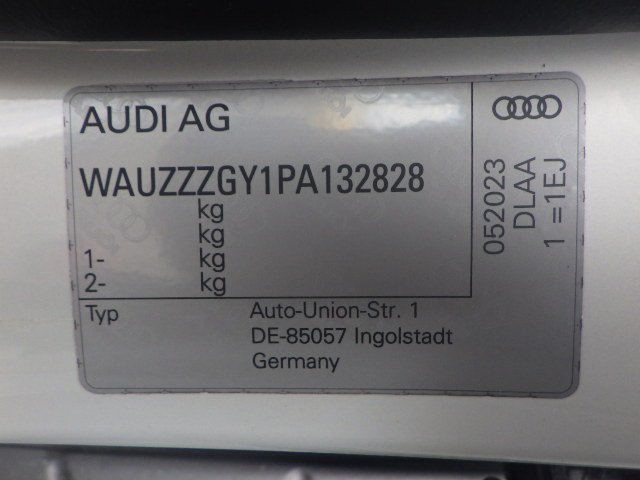 AUDI AG
WAUZZZGY1PA132828
kg
kg
1- kg
2- kg
Typ Auto-Union-Str. 1
DE-85057 Ingolstadt
Germany
052023
DLAA
1 =1EJ